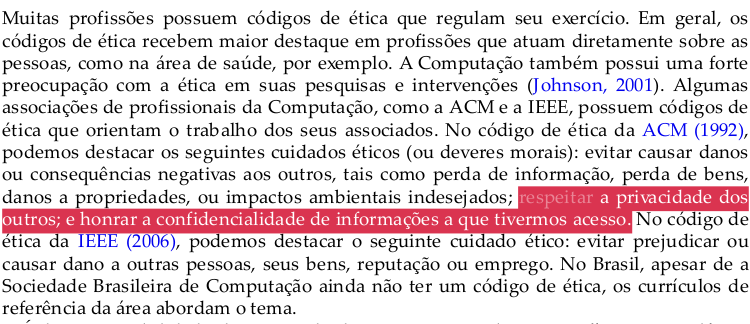 Muitas profissões possuem códigos de ética que regulam seu exercício. Em geral, os
códigos de ética recebem maior destaque em profissões que atuam diretamente sobre as
pessoas, como na área de saúde, por exemplo. A Computação também possui uma forte
preocupação com a ética em suas pesquisas e intervenções (Johnson, 2001). Algumas
associações de profissionais da Computação, como a ACM e a IEEE, possuem códigos de
ética que orientam o trabalho dos seus associados. No código de ética da ACM (1992),
podemos destacar os seguintes cuidados éticos (ou deveres morais): evitar causar danos
ou consequências negativas aos outros, tais como perda de informação, perda de bens,
danos a propriedades, ou impactos ambientais indesejados; respeitar a privacidade dos
outros; e honrar a confidencialidade de informações a que tivermos acesso. No código de
ética da IEEE (2006), podemos destacar o seguinte cuidado ético: evitar prejudicar ou
causar dano a outras pessoas, seus bens, reputação ou emprego. No Brasil, apesar de a
Sociedade Brasileira de Computação ainda não ter um código de ética, os currículos de
referência da área abordam o tema.